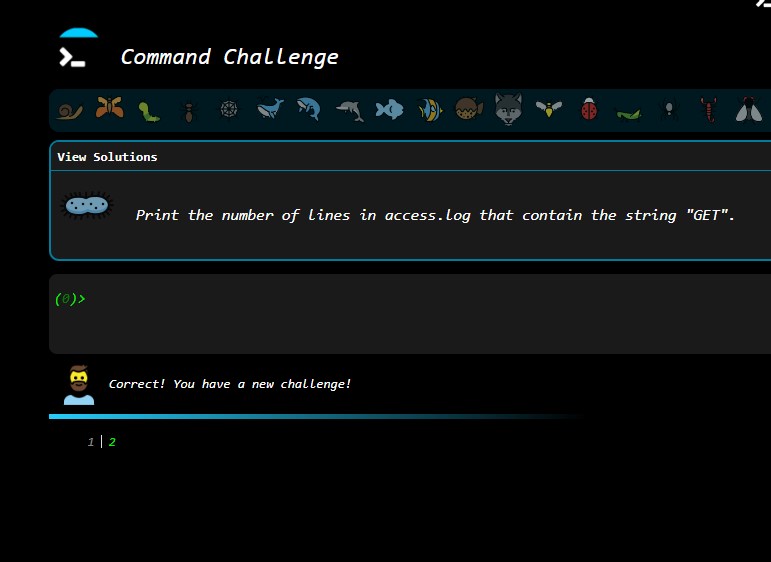 Command Challenge
View Solutions
Print the number of lines in access.log that contain the string "GET".
(0)>
Correct! You have a new challenge!
1 | 2